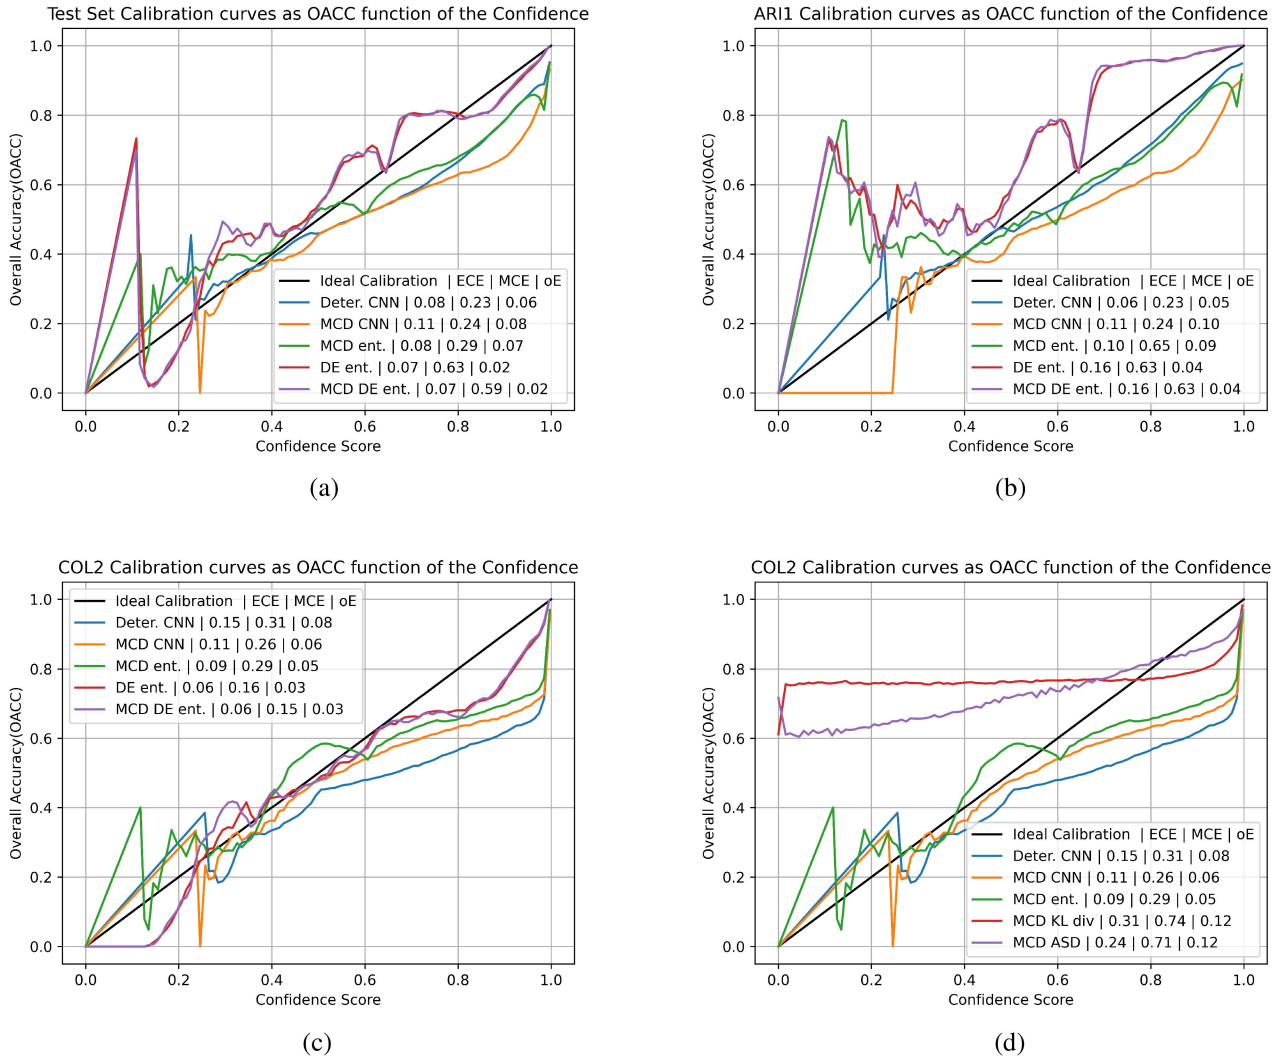 Test Set Calibration curves as OACC function of the Confidence
1.0
0.8
0.6
0.4
0.2
0.0
Overall Accuracy(OACC)
Ideal Calibration | ECE | MCE | oE
Deter. CNN | 0.08 | 0.23 | 0.06
MCD CNN | 0.11 | 0.24 | 0.08
MCD ent. | 0.08 | 0.29 | 0.07
DE ent. | 0.07 | 0.63 | 0.02
MCD DE ent. | 0.07 | 0.59 | 0.02
0.0 0.2 0.4 0.6 0.8 1.0
Confidence Score
(a)
ARI1 Calibration curves as OACC function of the Confidence
1.0
0.8
0.6
0.4
0.2
0.0
Overall Accuracy(OACC)
Ideal Calibration | ECE | MCE | oE
Deter. CNN | 0.06 | 0.23 | 0.05
MCD CNN | 0.11 | 0.24 | 0.10
MCD ent. | 0.10 | 0.65 | 0.09
DE ent. | 0.16 | 0.63 | 0.04
MCD DE ent. | 0.16 | 0.63 | 0.04
0.0 0.2 0.4 0.6 0.8 1.0
Confidence Score
(b)
COL2 Calibration curves as OACC function of the Confidence
1.0
0.8
0.6
0.4
0.2
0.0
Overall Accuracy(OACC)
Ideal Calibration | ECE | MCE | oE
Deter. CNN | 0.15 | 0.31 | 0.08
MCD CNN | 0.11 | 0.26 | 0.06
MCD ent. | 0.09 | 0.29 | 0.05
DE ent. | 0.06 | 0.16 | 0.03
MCD DE ent. | 0.06 | 0.15 | 0.03
0.0 0.2 0.4 0.6 0.8 1.0
Confidence Score
(c)
COL2 Calibration curves as OACC function of the Confidence
1.0
0.8
0.6
0.4
0.2
0.0
Overall Accuracy(OACC)
Ideal Calibration | ECE | MCE | oE
Deter. CNN | 0.15 | 0.31 | 0.08
MCD CNN | 0.11 | 0.26 | 0.06
MCD ent. | 0.09 | 0.29 | 0.05
MCD KL div | 0.31 | 0.74 | 0.12
MCD ASD | 0.24 | 0.71 | 0.12
0.0 0.2 0.4 0.6 0.8 1.0
Confidence Score
(d)